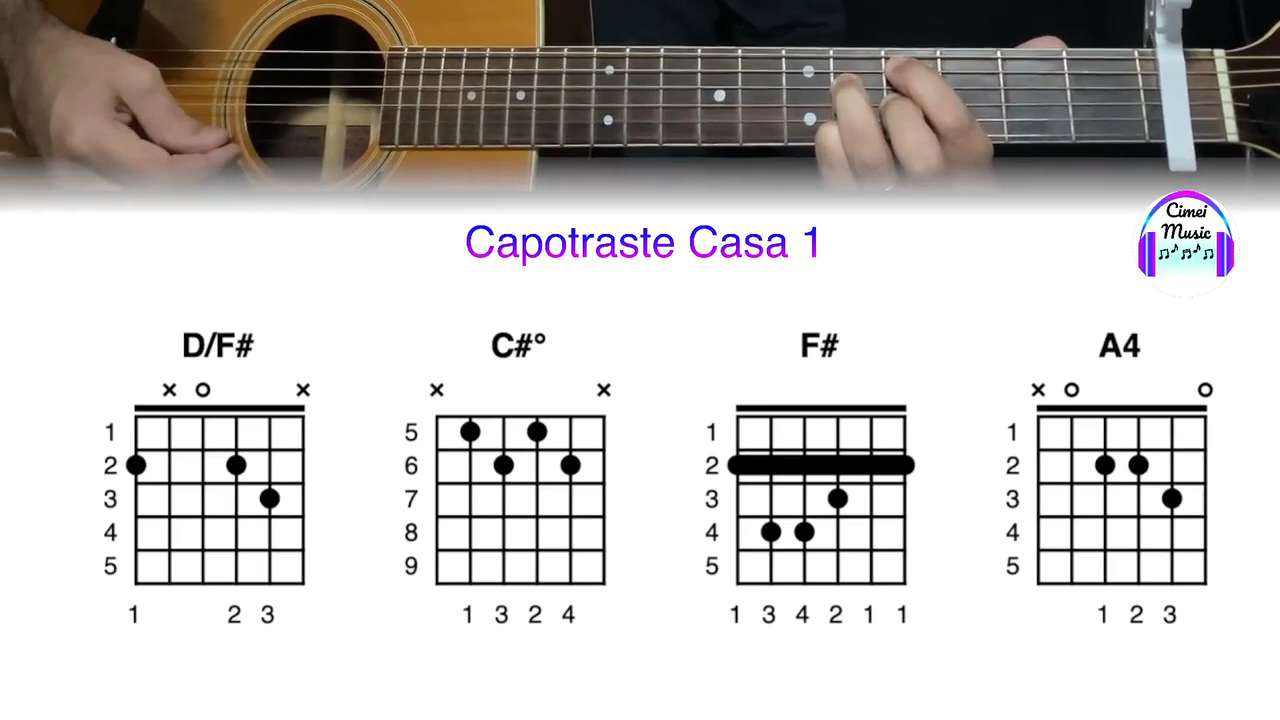 Cimei
Music
Capotraste Casa 1
D/F# C#° F# A4
× o × × × × o o
1 5 1 1
2 6 2 2
3 7 3 3
4 8 4 4
5 9 5 5
1 2 3 1 3 2 4 1 3 4 2 1 1 1 2 3